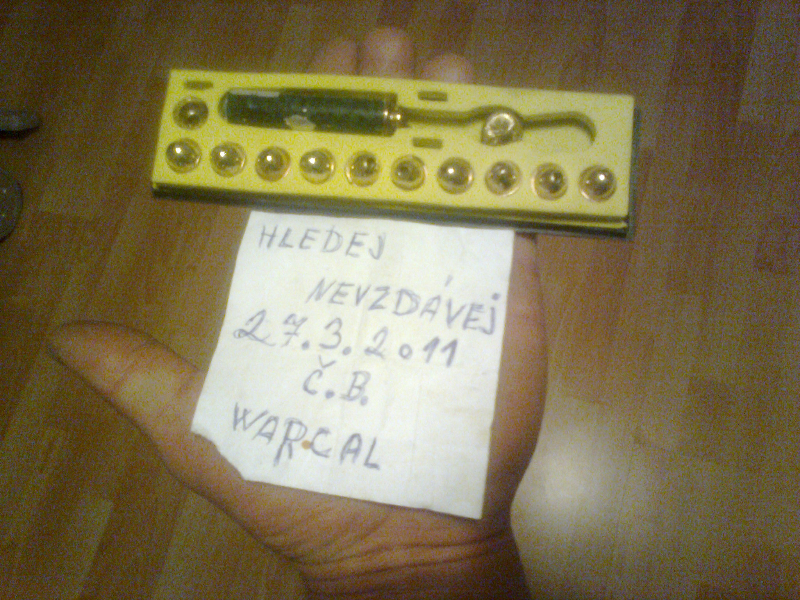 HLEDEJ
NEVZDÁVEJ
27.3.2011
Č.B.
WARCAL